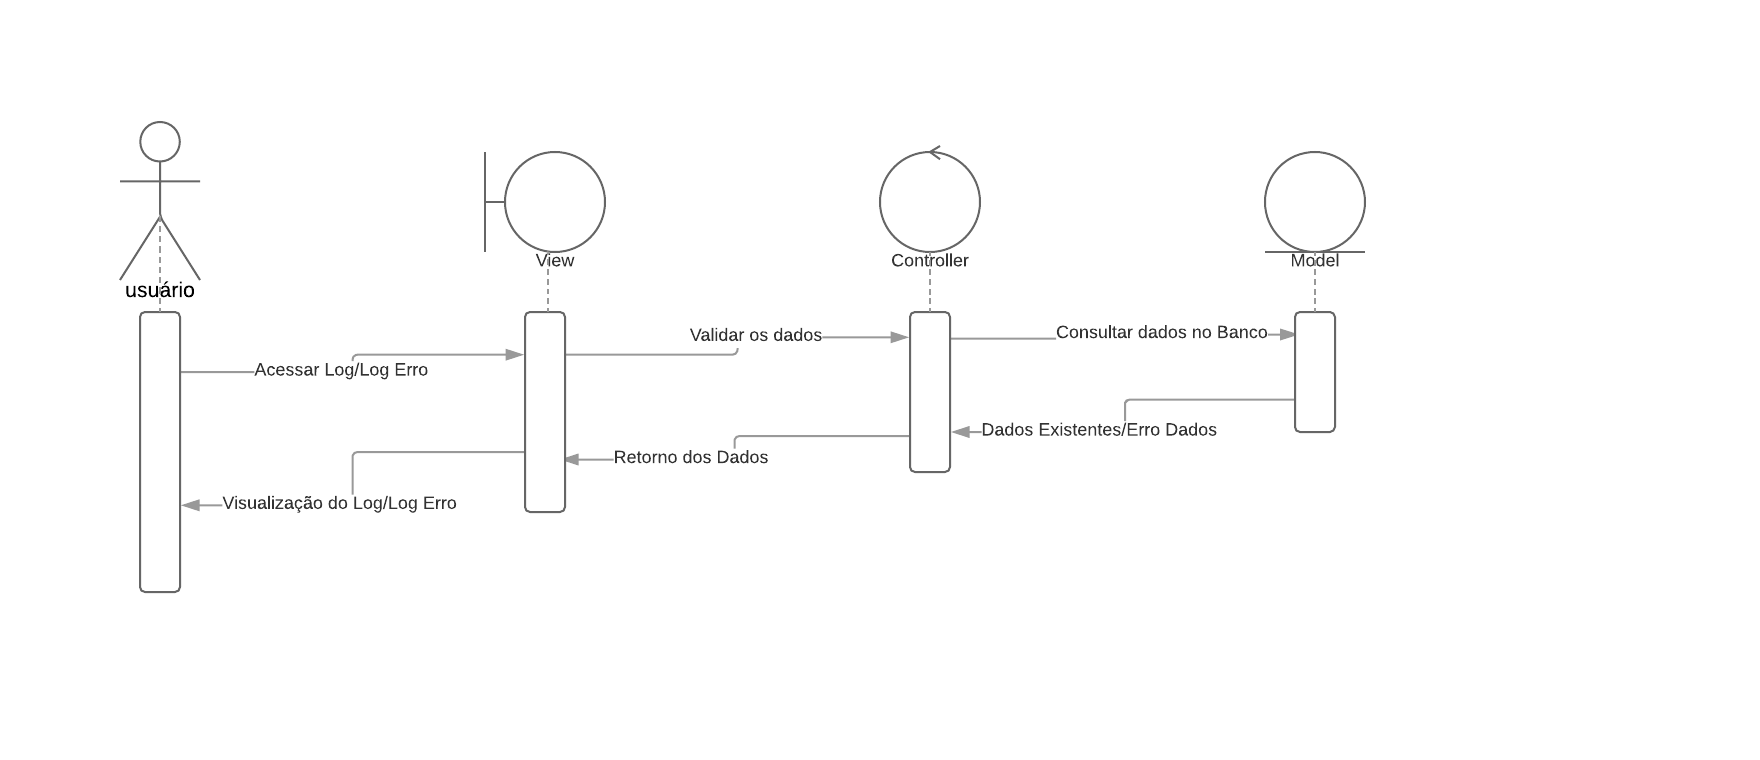 usuário
View
Controller
Model
Acessar Log/Log Erro
Validar os dados
Consultar dados no Banco
Dados Existentes/Erro Dados
Retorno dos Dados
Visualização do Log/Log Erro